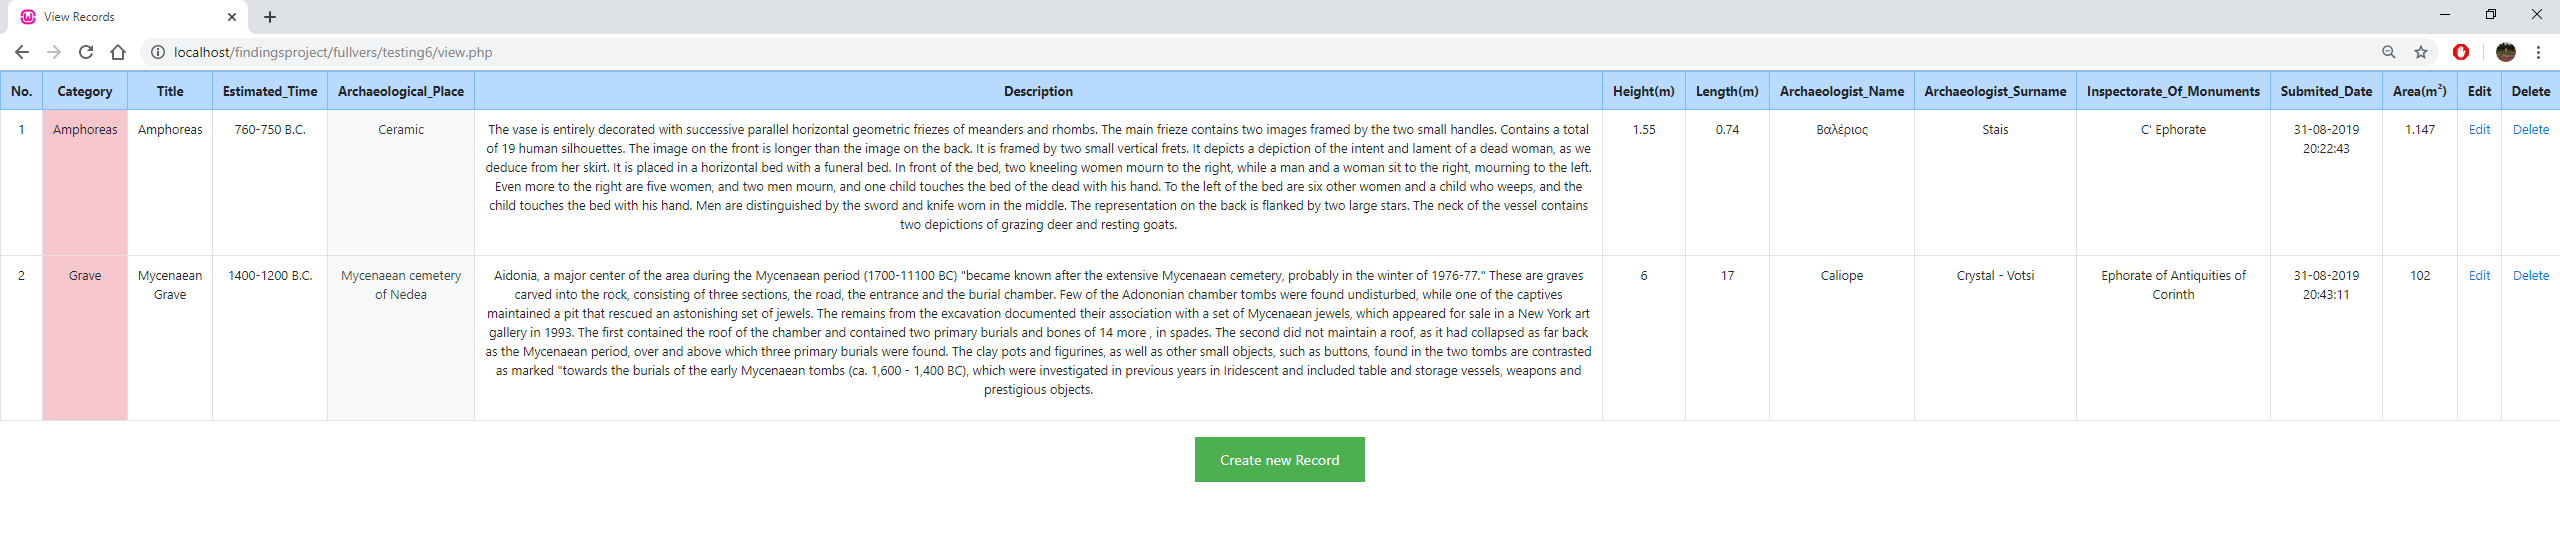 View Records
localhost/findingsproject/fullvers/testing6/view.php
No. Category Title Estimated_Time Archaeological_Place Description Height(m) Length(m) Archaeologist_Name Archaeologist_Surname Inspectorate_Of_Monuments Submited_Date Area(m²) Edit Delete
1 Amphoreas Amphoreas 760-750 B.C. Ceramic The vase is entirely decorated with successive parallel horizontal geometric friezes of meanders and rhombs. The main frieze contains two images framed by the two small handles. Contains a total 1.55 0.74 Βαλέριος Stais C' Ephorate 31-08-2019 1.147 Edit Delete
of 19 human silhouettes. The image on the front is longer than the image on the back. It is framed by two small vertical frets. It depicts a depiction of the intent and lament of a dead woman, as we 20:22:43
deduce from her skirt. It is placed in a horizontal bed with a funeral bed. In front of the bed, two kneeling women mourn to the right, while a man and a woman sit to the right, mourning to the left.
Even more to the right are five women, and two men mourn, and one child touches the bed of the dead with his hand. To the left of the bed are six other women and a child who weeps, and the
child touches the bed with his hand. Men are distinguished by the sword and knife worn in the middle. The representation on the back is flanked by two large stars. The neck of the vessel contains
two depictions of grazing deer and resting goats.
2 Grave Mycenaean 1400-1200 B.C. Mycenaean cemetery Aidonia, a major center of the area during the Mycenaean period (1700-11100 BC) "became known after the extensive Mycenaean cemetery, probably in the winter of 1976-77." These are graves 6 17 Caliope Crystal - Votsi Ephorate of Antiquities of 31-08-2019 102 Edit Delete
Grave of Nedea carved into the rock, consisting of three sections, the road, the entrance and the burial chamber. Few of the Adononian chamber tombs were found undisturbed, while one of the captives Corinth 20:43:11
maintained a pit that rescued an astonishing set of jewels. The remains from the excavation documented their association with a set of Mycenaean jewels, which appeared for sale in a New York art
gallery in 1993. The first contained the roof of the chamber and contained two primary burials and bones of 14 more , in spades. The second did not maintain a roof, as it had collapsed as far back
as the Mycenaean period, over and above which three primary burials were found. The clay pots and figurines, as well as other small objects, such as buttons, found in the two tombs are contrasted
as marked "towards the burials of the early Mycenaean tombs (ca. 1,600 - 1,400 BC), which were investigated in previous years in Iridescent and included table and storage vessels, weapons and
prestigious objects.
Create new Record